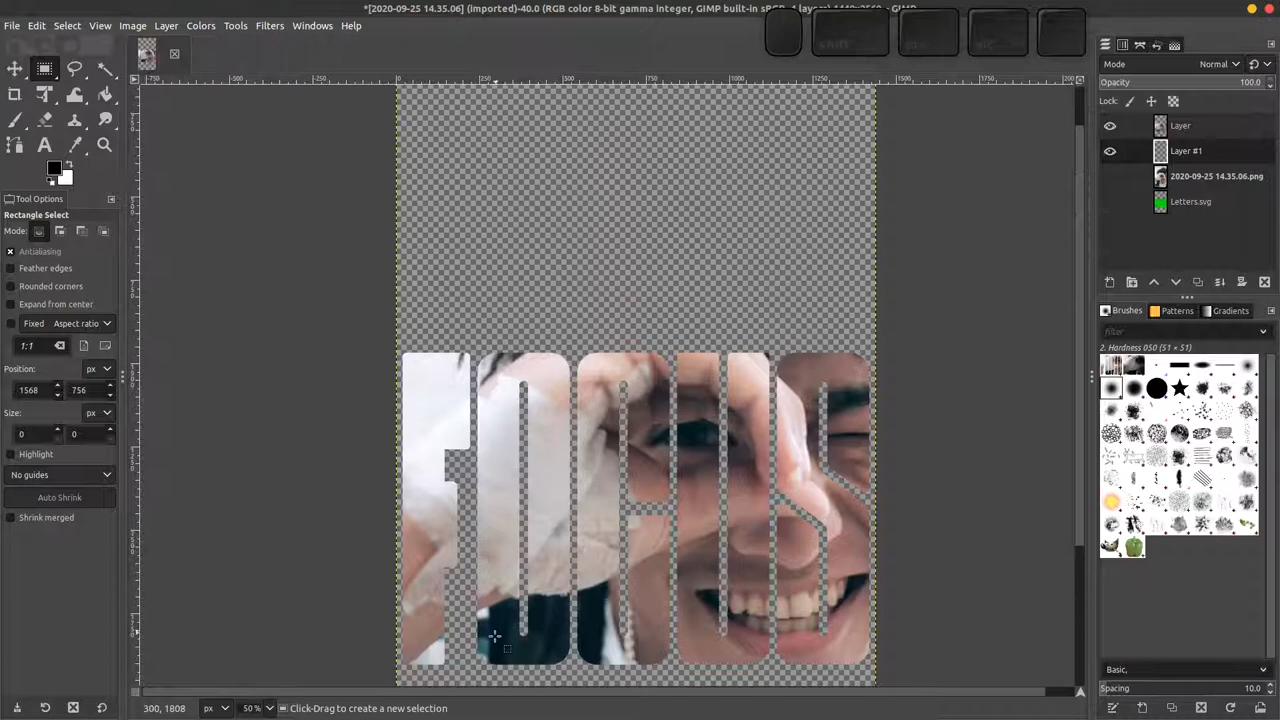 *[2020-09-25 14.35.06] (imported)-40.0 (RGB color 8-bit gamma integer, GIMP built-in sRGB, 4 layers) 1440x2560 – GIMP
File Edit Select View Image Layer Colors Tools Filters Windows Help
shift
Mode Normal
Opacity 100.0
Lock:
Layer
Layer #1
2020-09-25 14.35.06.png
Letters.svg
Tool Options
Rectangle Select
Mode:
Antialiasing
Feather edges
Rounded corners
Expand from center
Fixed Aspect ratio
1:1
Position: px
1568 756
Size: px
0 0
Highlight
No guides
Auto Shrink
Shrink merged
FOCUS
Brushes Patterns Gradients
filter
2. Hardness 050 (51 × 51)
Basic,
Spacing 10.0
300, 1808 px 50 % Click-Drag to create a new selection